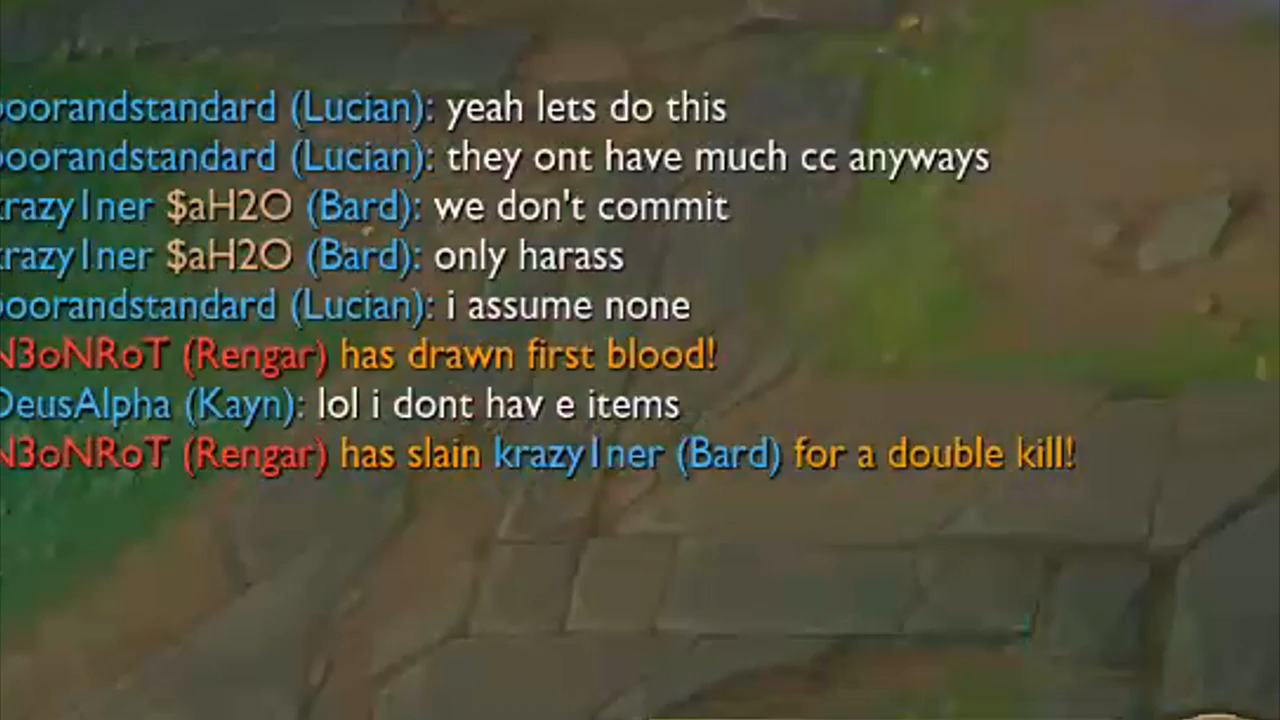 oorandstandard (Lucian): yeah lets do this
oorandstandard (Lucian): they ont have much cc anyways
krazy1ner $aH2O (Bard): we don't commit
krazy1ner $aH2O (Bard): only harass
oorandstandard (Lucian): i assume none
N3oNRoT (Rengar) has drawn first blood!
DeusAlpha (Kayn): lol i dont hav e items
N3oNRoT (Rengar) has slain krazy1ner (Bard) for a double kill!